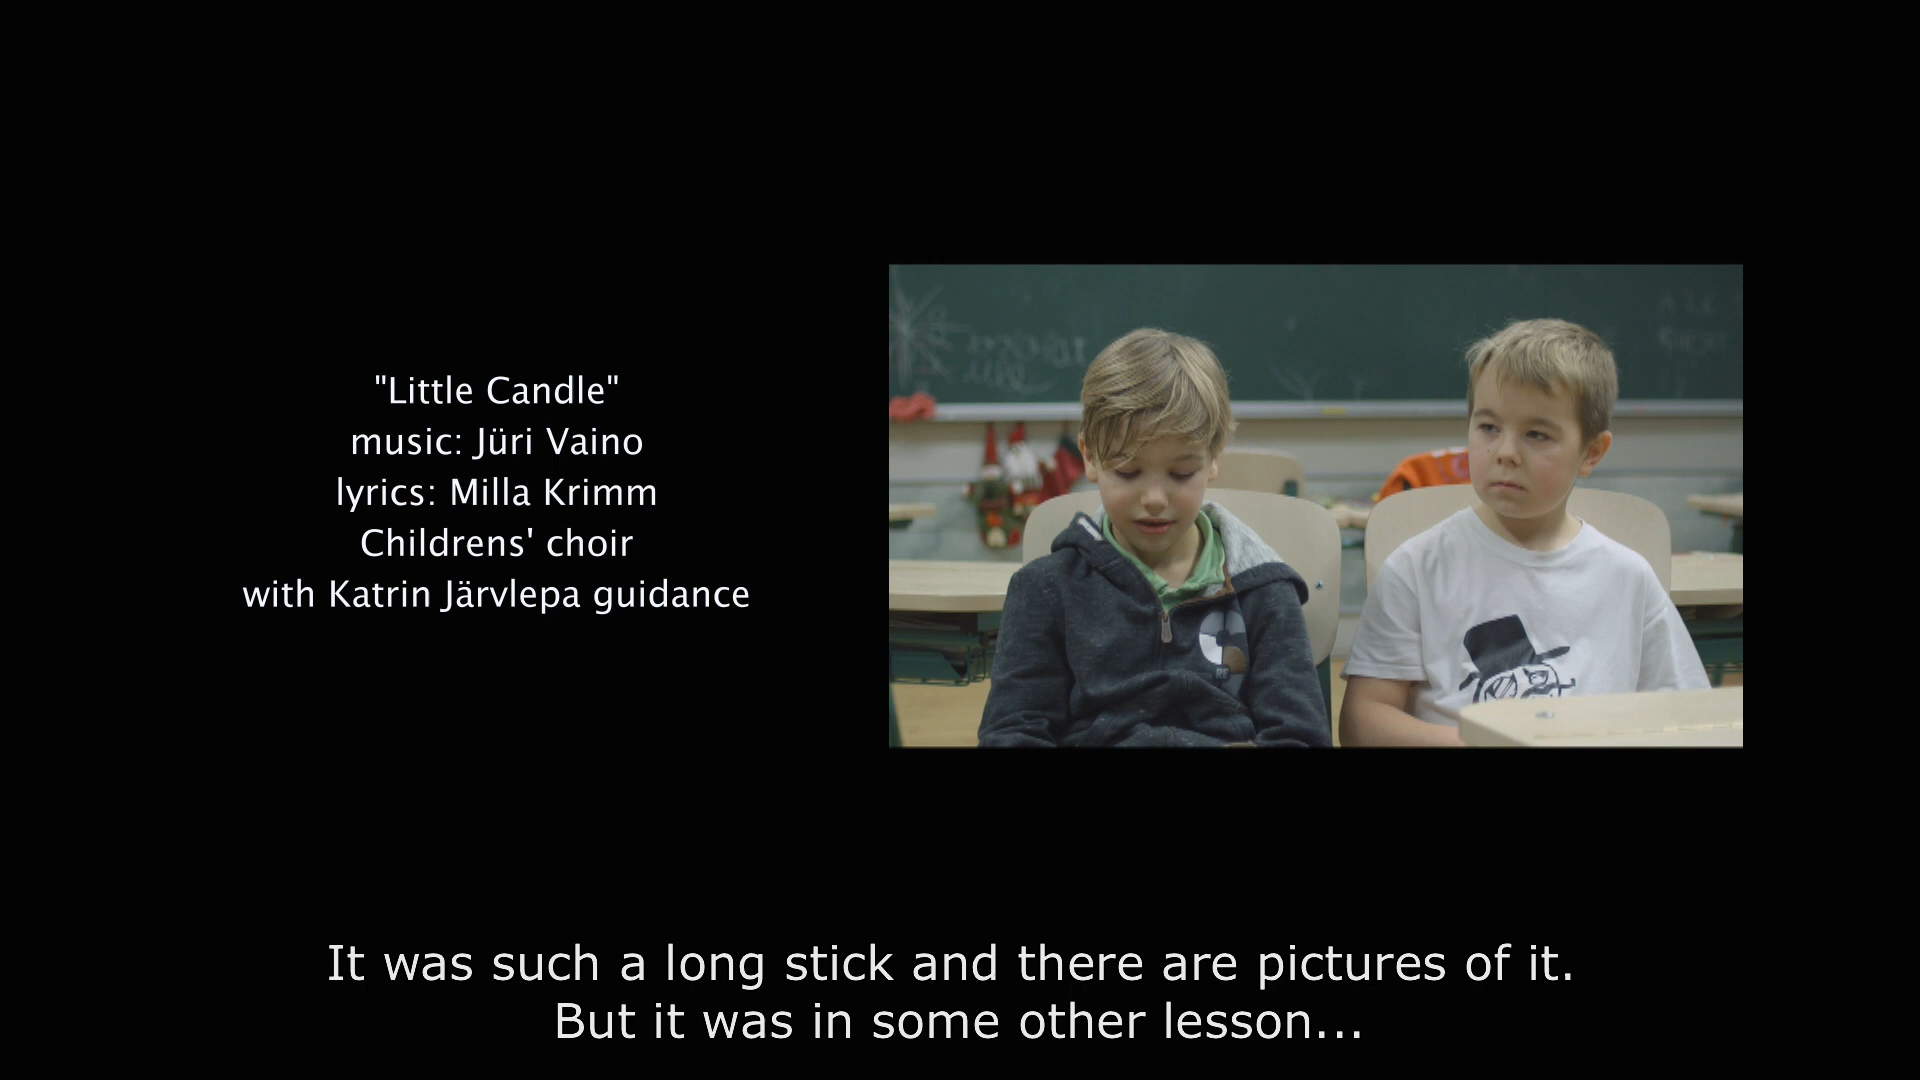 "Little Candle"
music: Jüri Vaino
lyrics: Milla Krimm
Childrens' choir
with Katrin Järvlepa guidance
It was such a long stick and there are pictures of it.
But it was in some other lesson...